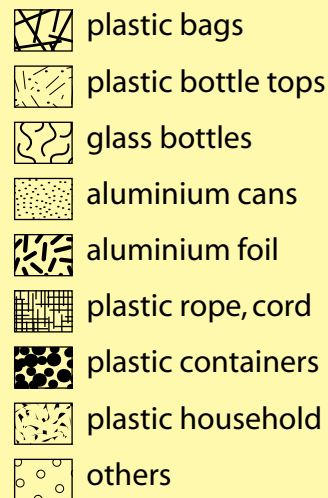 plastic bags
plastic bottle tops
glass bottles
aluminium cans
aluminium foil
plastic rope, cord
plastic containers
plastic household
others